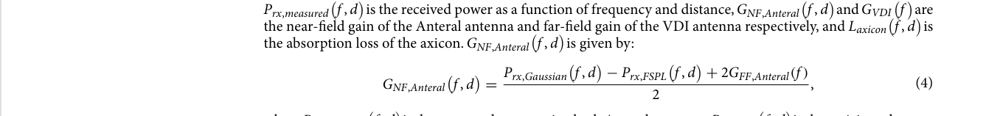 P_{rx,measured}(f, d) is the received power as a function of frequency and distance, G_{NF,Anteral}(f, d) and G_{VDI}(f) are
the near-field gain of the Anteral antenna and far-field gain of the VDI antenna respectively, and L_{axicon}(f, d) is
the absorption loss of the axicon. G_{NF,Anteral}(f, d) is given by:
G_{NF,Anteral}(f, d) = \frac{P_{rx,Gaussian}(f, d) - P_{rx,FSPL}(f, d) + 2G_{FF,Anteral}(f)}{2}, (4)